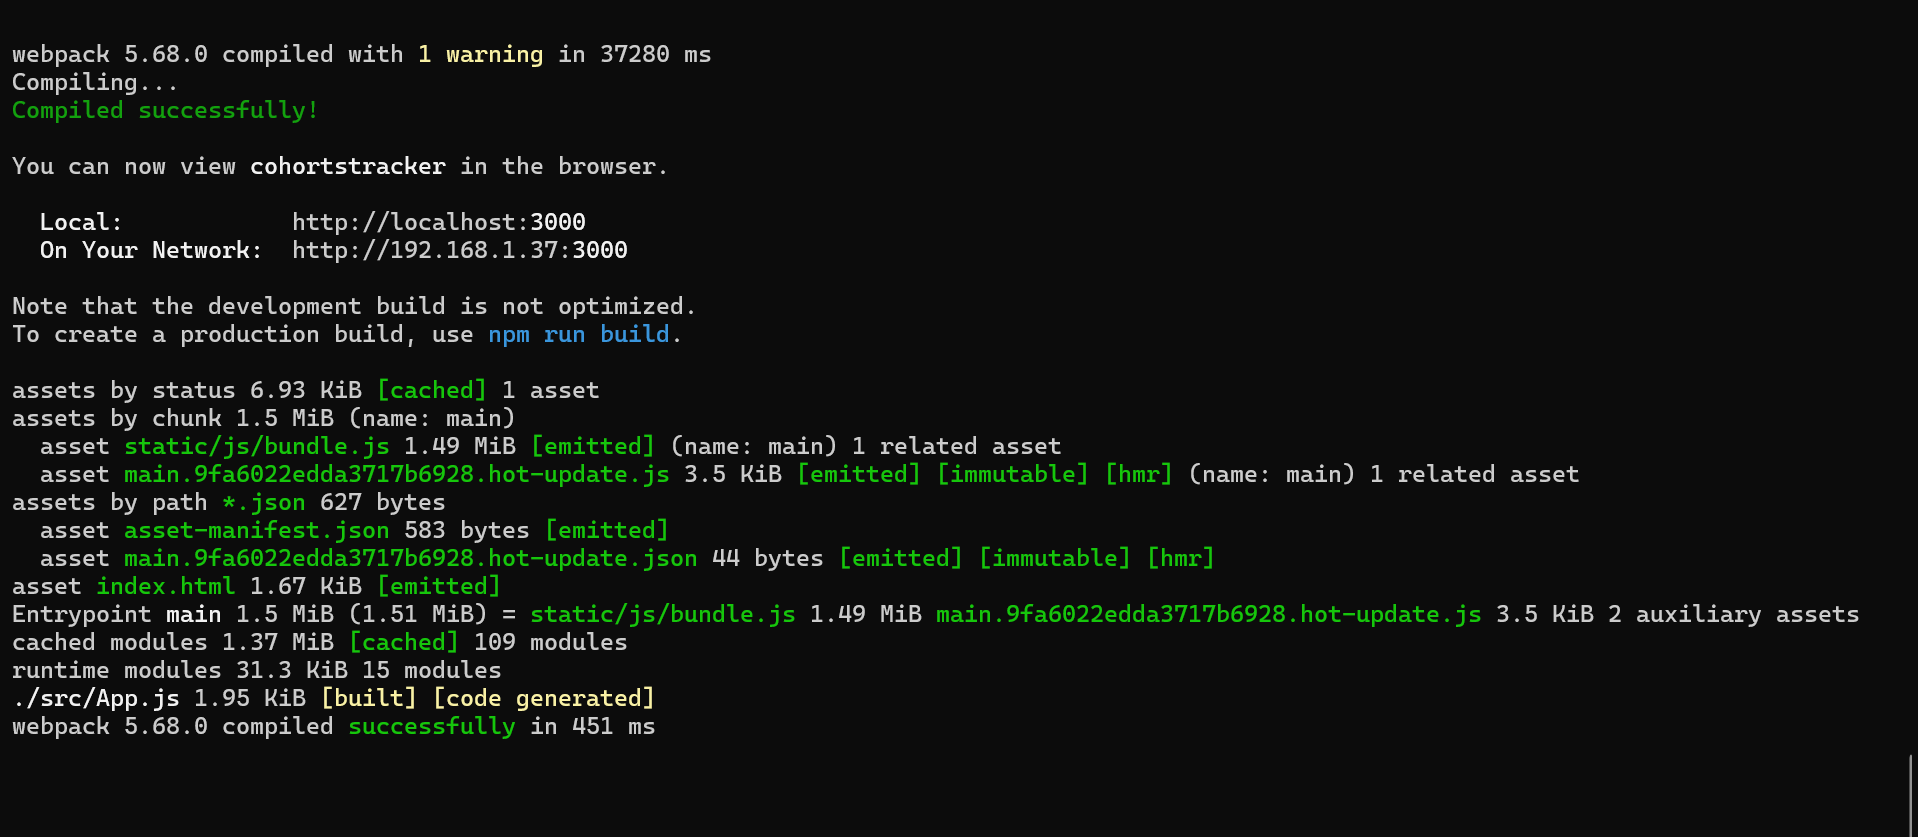 webpack 5.68.0 compiled with 1 warning in 37280 ms
Compiling...
Compiled successfully!
You can now view cohortstracker in the browser.
Local: http://localhost:3000
On Your Network: http://192.168.1.37:3000
Note that the development build is not optimized.
To create a production build, use npm run build.
assets by status 6.93 KiB [cached] 1 asset
assets by chunk 1.5 MiB (name: main)
asset static/js/bundle.js 1.49 MiB [emitted] (name: main) 1 related asset
asset main.9fa6022edda3717b6928.hot-update.js 3.5 KiB [emitted] [immutable] [hmr] (name: main) 1 related asset
assets by path *.json 627 bytes
asset asset-manifest.json 583 bytes [emitted]
asset main.9fa6022edda3717b6928.hot-update.json 44 bytes [emitted] [immutable] [hmr]
asset index.html 1.67 KiB [emitted]
Entrypoint main 1.5 MiB (1.51 MiB) = static/js/bundle.js 1.49 MiB main.9fa6022edda3717b6928.hot-update.js 3.5 KiB 2 auxiliary assets
cached modules 1.37 MiB [cached] 109 modules
runtime modules 31.3 KiB 15 modules
./src/App.js 1.95 KiB [built] [code generated]
webpack 5.68.0 compiled successfully in 451 ms